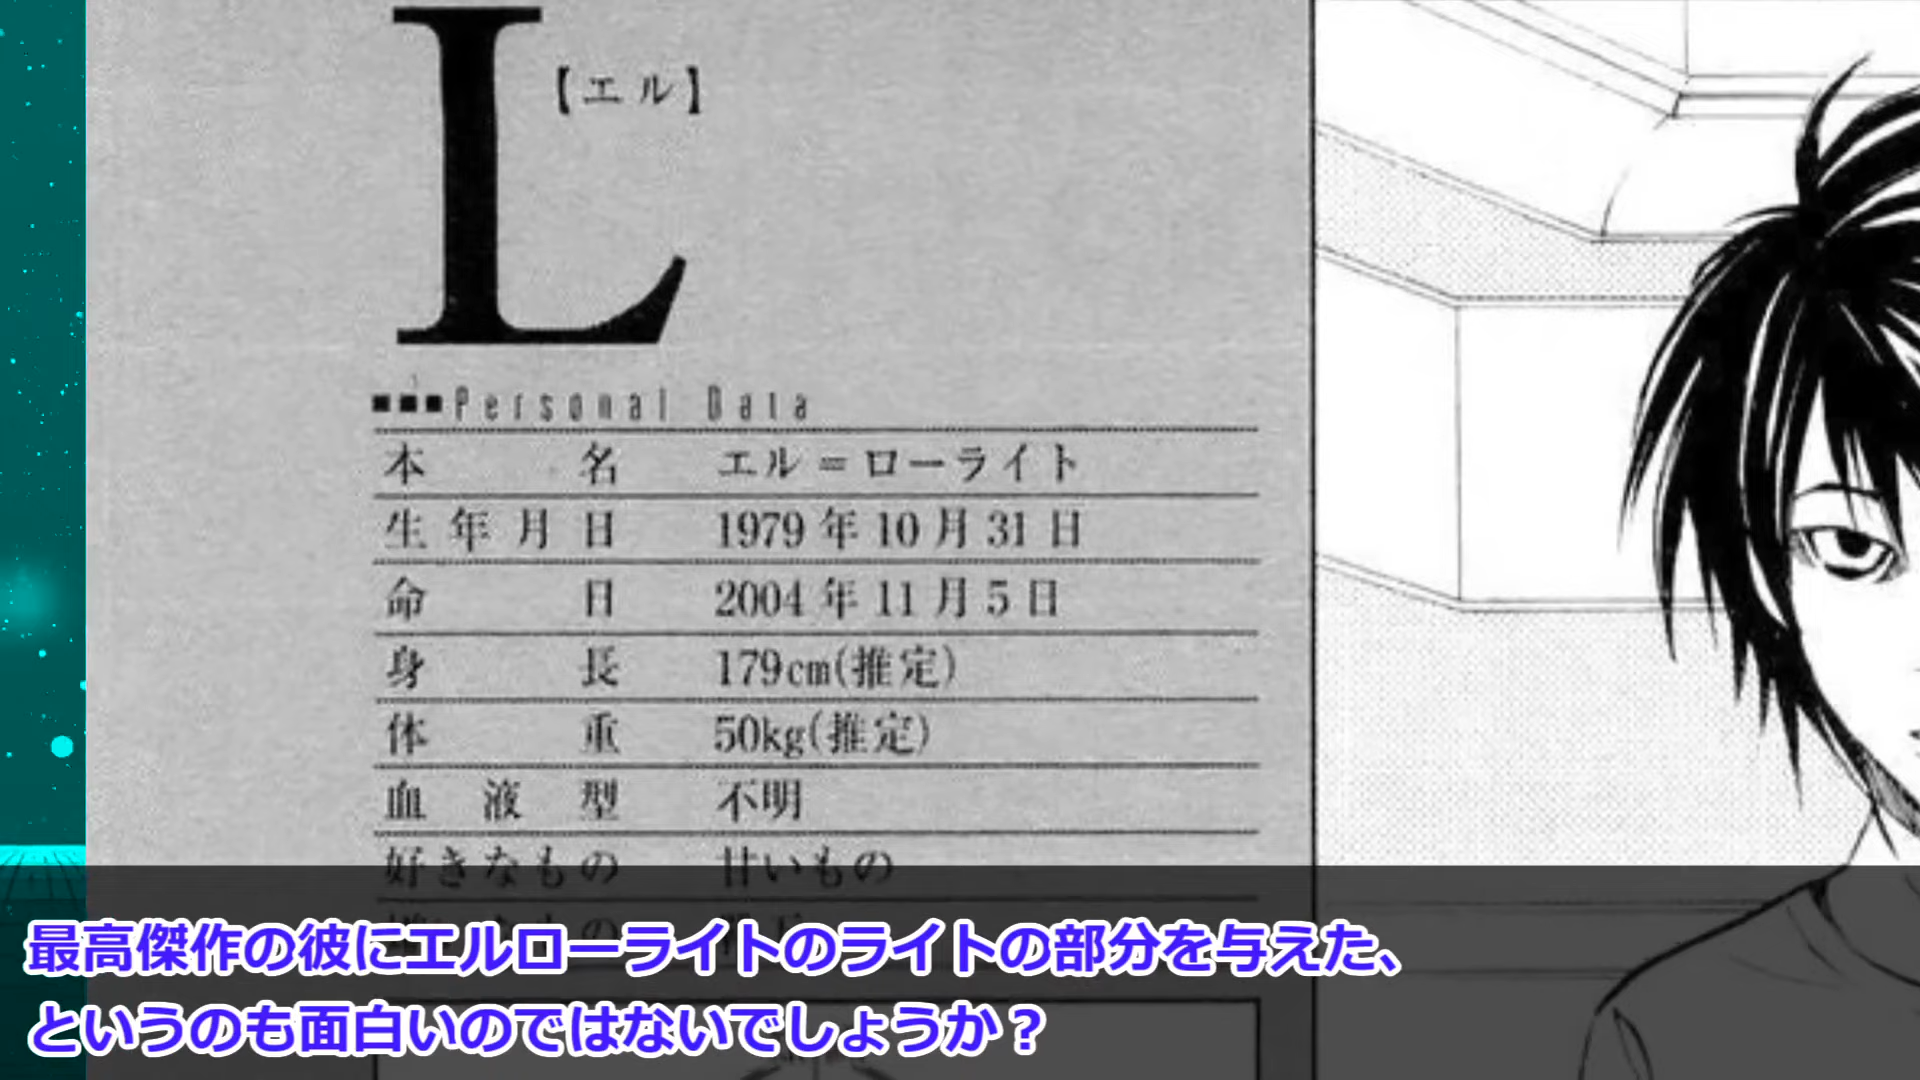 L
【エル】
■■■Personal Data
本名 エル=ローライト
生年月日 1979年10月31日
命日 2004年11月5日
身長 179cm(推定)
体重 50kg(推定)
血液型 不明
好きなもの 甘いもの
最高傑作の彼にエルローライトのライトの部分を与えた、
というのも面白いのではないでしょうか？